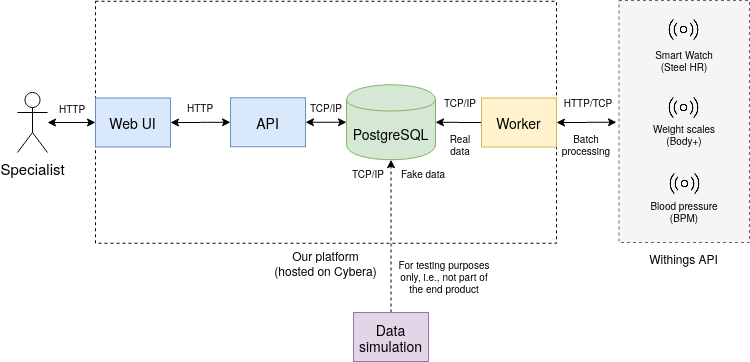 Specialist
HTTP
Web UI
HTTP
API
TCP/IP
PostgreSQL
TCP/IP
Real
data
Worker
HTTP/TCP
Batch
processing
Smart Watch
(Steel HR)
Weight scales
(Body+)
Blood pressure
(BPM)
Withings API
TCP/IP
Fake data
Our platform
(hosted on Cybera)
For testing purposes
only, i.e., not part of
the end product
Data
simulation